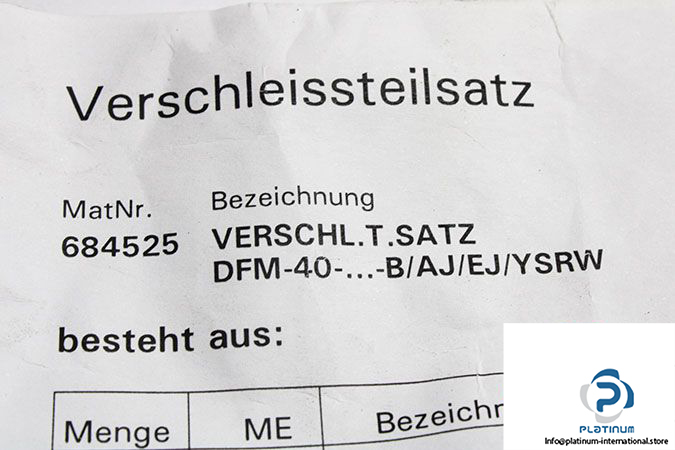 Verschleissteilsatz
MatNr. Bezeichnung
684525 VERSCHL.T.SATZ
DFM-40-...-B/AJ/EJ/YSRW
besteht aus:
Menge ME
PLATINUM
Info@platinum-international.store